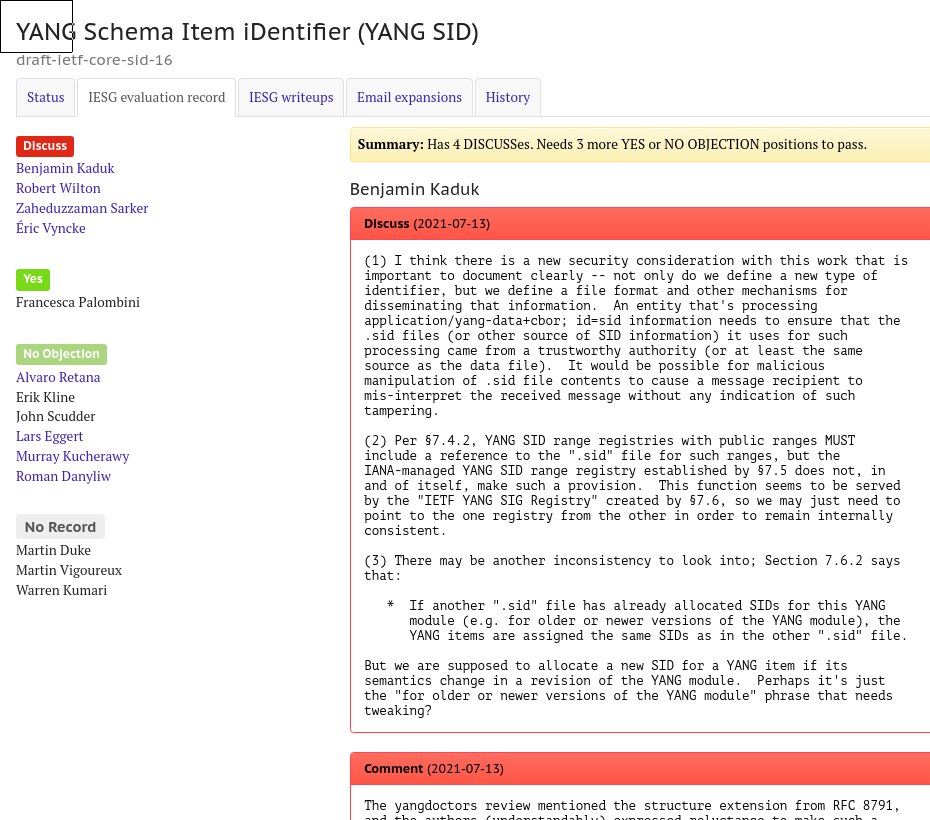 YANG Schema Item iDentifier (YANG SID)
draft-ietf-core-sid-16
Status
IESG evaluation record
IESG writeups
Email expansions
History
Discuss
Benjamin Kaduk
Robert Wilton
Zaheduzzaman Sarker
Éric Vyncke
Yes
Francesca Palombini
No Objection
Alvaro Retana
Erik Kline
John Scudder
Lars Eggert
Murray Kucherawy
Roman Danyliw
No Record
Martin Duke
Martin Vigoureux
Warren Kumari
Summary: Has 4 DISCUSSes. Needs 3 more YES or NO OBJECTION positions to pass.
Benjamin Kaduk
Discuss (2021-07-13)
(1) I think there is a new security consideration with this work that is
important to document clearly -- not only do we define a new type of
identifier, but we define a file format and other mechanisms for
disseminating that information.  An entity that's processing
application/yang-data+cbor; id=sid information needs to ensure that the
.sid files (or other source of SID information) it uses for such
processing came from a trustworthy authority (or at least the same
source as the data file).  It would be possible for malicious
manipulation of .sid file contents to cause a message recipient to
mis-interpret the received message without any indication of such
tampering.
(2) Per §7.4.2, YANG SID range registries with public ranges MUST
include a reference to the ".sid" file for such ranges, but the
IANA-managed YANG SID range registry established by §7.5 does not, in
and of itself, make such a provision.  This function seems to be served
by the "IETF YANG SIG Registry" created by §7.6, so we may just need to
point to the one registry from the other in order to remain internally
consistent.
(3) There may be another inconsistency to look into; Section 7.6.2 says
that:
*  If another ".sid" file has already allocated SIDs for this YANG
module (e.g. for older or newer versions of the YANG module), the
YANG items are assigned the same SIDs as in the other ".sid" file.
But we are supposed to allocate a new SID for a YANG item if its
semantics change in a revision of the YANG module.  Perhaps it's just
the "for older or newer versions of the YANG module" phrase that needs
tweaking?
Comment (2021-07-13)
The yangdoctors review mentioned the structure extension from RFC 8791,
and the authors (understandably) expressed reluctance to make such a